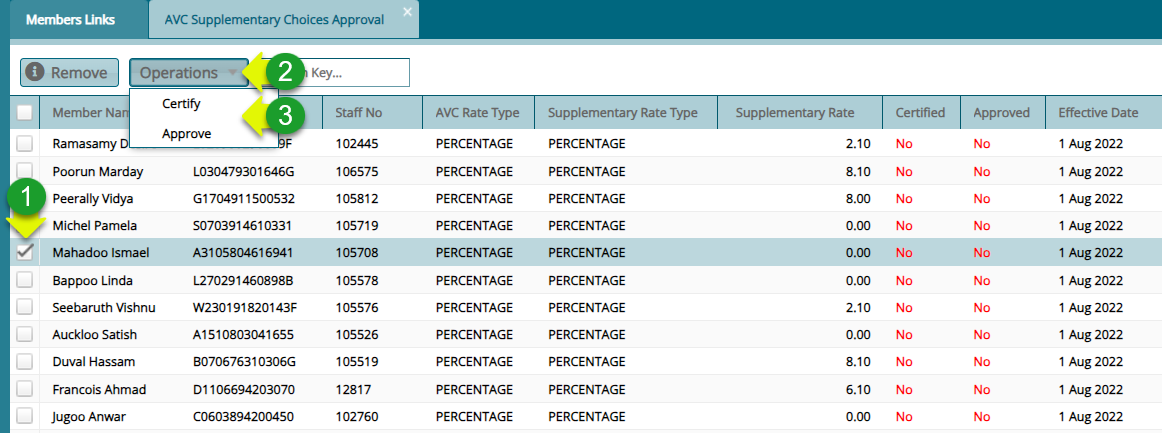 Members Links AVC Supplementary Choices Approval ×
Remove Operations 2 Key...
Certify
3
Approve
Staff No AVC Rate Type Supplementary Rate Type Supplementary Rate Certified Approved Effective Date
Member
Ramasamy 9F 102445 PERCENTAGE PERCENTAGE 2.10 No No 1 Aug 2022
Poorun Marday L030479301646G 106575 PERCENTAGE PERCENTAGE 8.10 No No 1 Aug 2022
1
Peerally Vidya G1704911500532 105812 PERCENTAGE PERCENTAGE 8.00 No No 1 Aug 2022
Michel Pamela S0703914610331 105719 PERCENTAGE PERCENTAGE 0.00 No No 1 Aug 2022
Mahadoo Ismael A3105804616941 105708 PERCENTAGE PERCENTAGE 0.00 No No 1 Aug 2022
Bappoo Linda L270291460898B 105578 PERCENTAGE PERCENTAGE 0.00 No No 1 Aug 2022
Seebaruth Vishnu W230191820143F 105576 PERCENTAGE PERCENTAGE 2.10 No No 1 Aug 2022
Auckloo Satish A1510803041655 105526 PERCENTAGE PERCENTAGE 0.00 No No 1 Aug 2022
Duval Hassam B070676310306G 105519 PERCENTAGE PERCENTAGE 8.10 No No 1 Aug 2022
Francois Ahmad D1106694203070 12817 PERCENTAGE PERCENTAGE 6.10 No No 1 Aug 2022
Jugoo Anwar C0603894200450 102760 PERCENTAGE PERCENTAGE 0.00 No No 1 Aug 2022